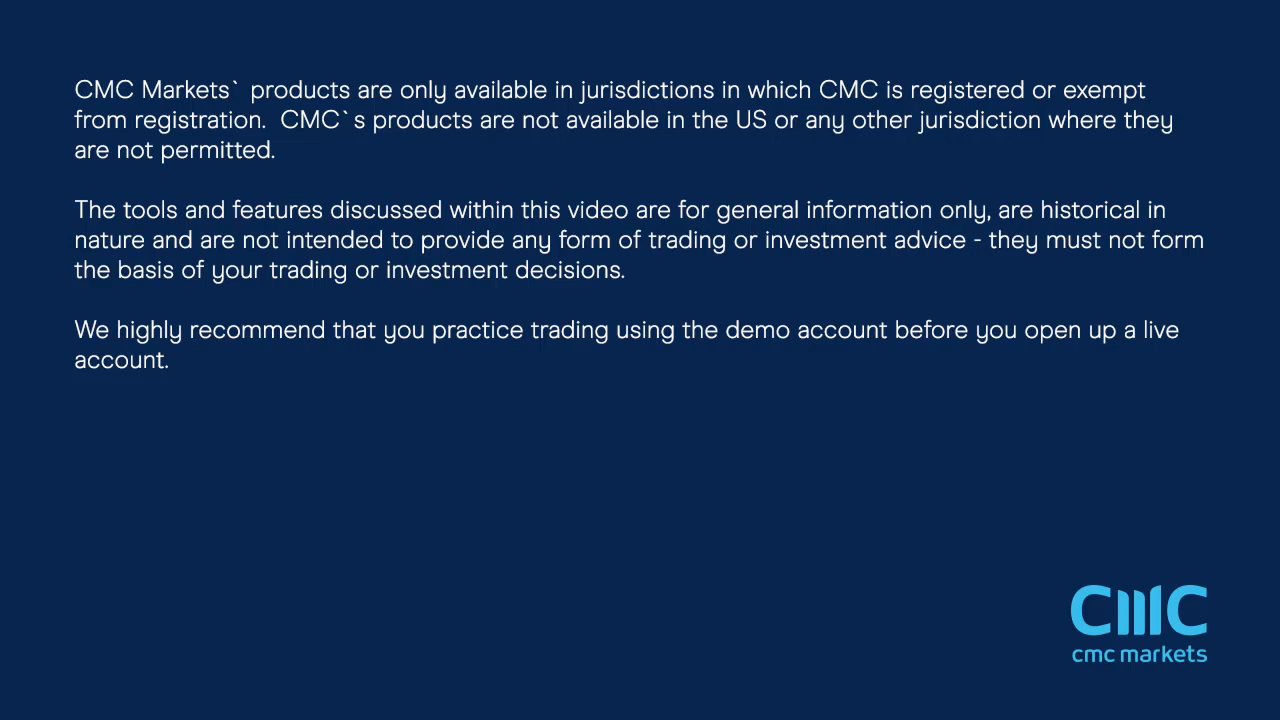 CMC Markets` products are only available in jurisdictions in which CMC is registered or exempt
from registration.  CMC`s products are not available in the US or any other jurisdiction where they
are not permitted.
The tools and features discussed within this video are for general information only, are historical in
nature and are not intended to provide any form of trading or investment advice - they must not form
the basis of your trading or investment decisions.
We highly recommend that you practice trading using the demo account before you open up a live
account.
CMC
cmc markets